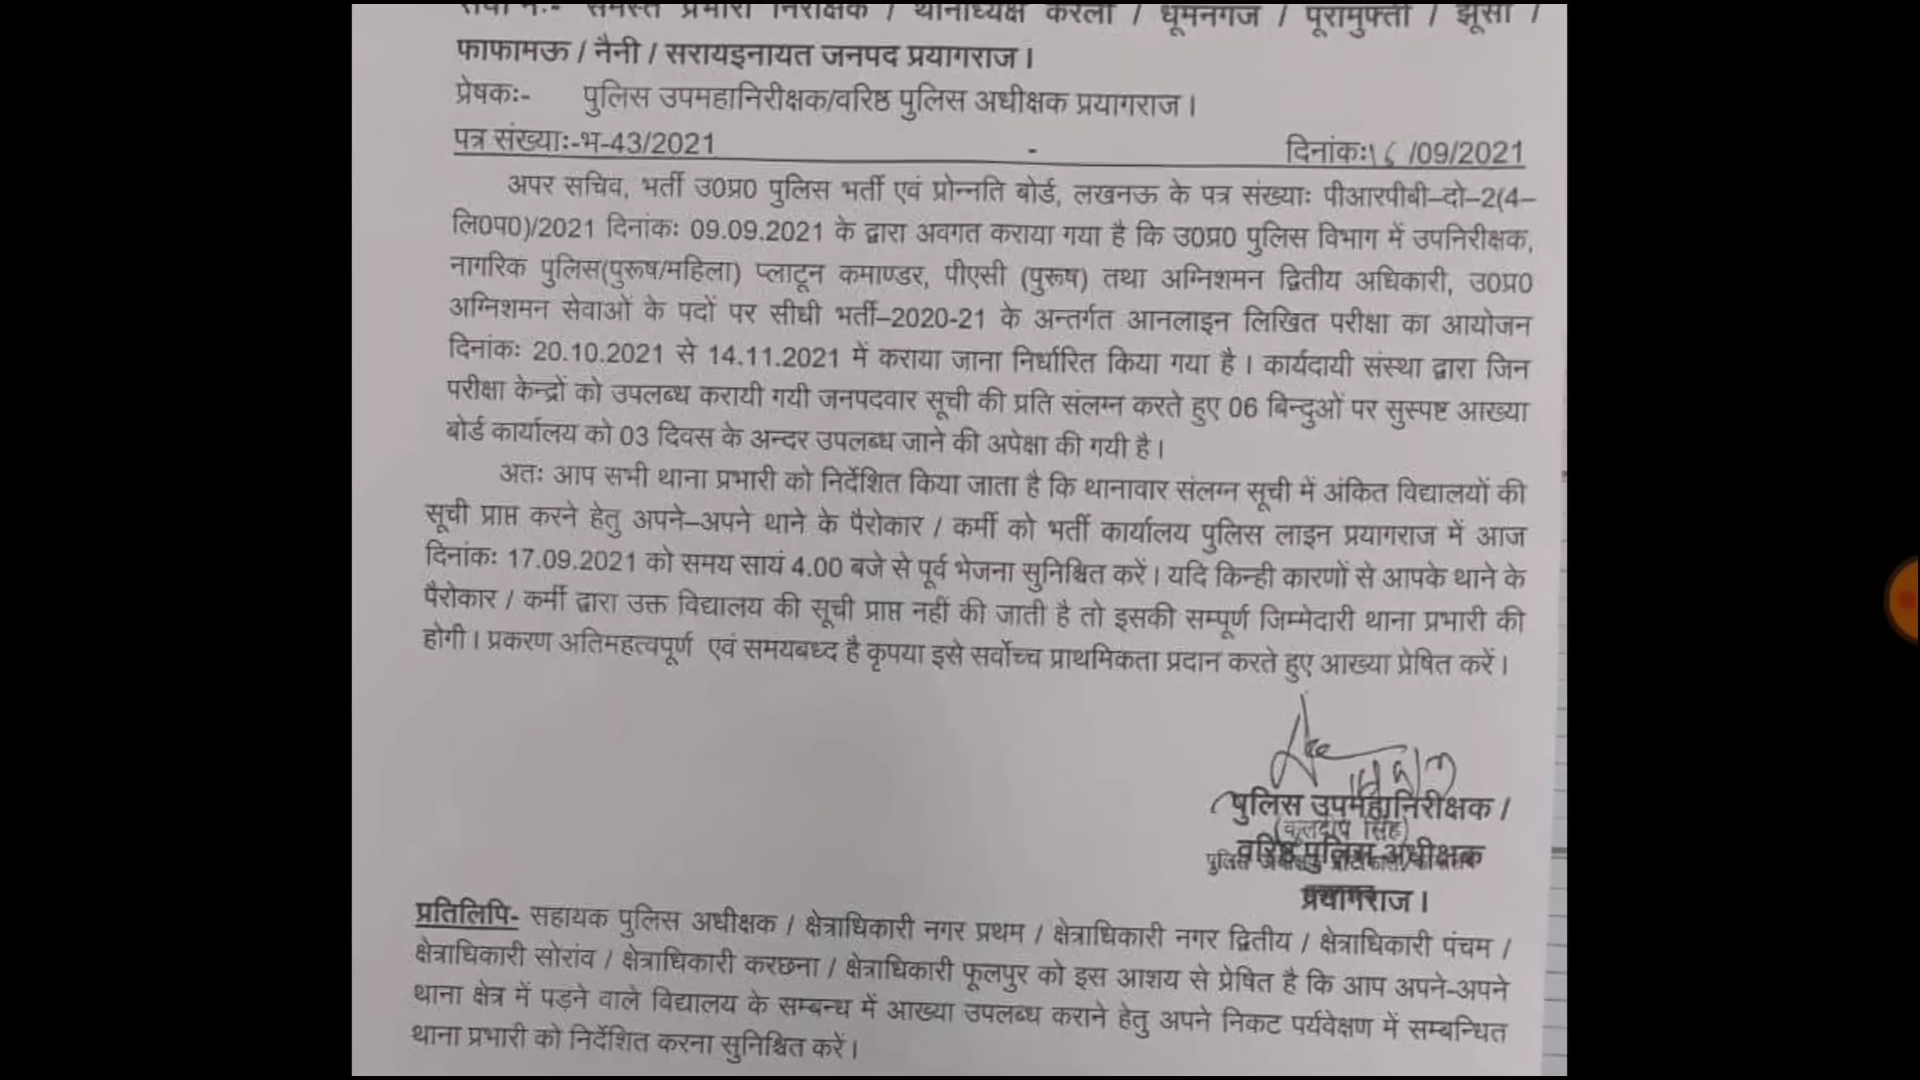 सेवा में:- समस्त प्रभारी निरीक्षक / थानाध्यक्ष करेली / धूमनगंज / पूरामुफ्ती / झूंसी /
फाफामऊ / नैनी / सरायइनायत जनपद प्रयागराज।
प्रेषकः- पुलिस उपमहानिरीक्षक/वरिष्ठ पुलिस अधीक्षक प्रयागराज।
पत्र संख्याः-भ-43/2021 - दिनांकः16 /09/2021
अपर सचिव, भर्ती उ0प्र0 पुलिस भर्ती एवं प्रोन्नति बोर्ड, लखनऊ के पत्र संख्याः पीआरपीबी–दो–2(4–
लि0प0)/2021 दिनांकः 09.09.2021 के द्वारा अवगत कराया गया है कि उ0प्र0 पुलिस विभाग में उपनिरीक्षक,
नागरिक पुलिस(पुरूष/महिला) प्लाटून कमाण्डर, पीएसी (पुरूष) तथा अग्निशमन द्वितीय अधिकारी, उ0प्र0
अग्निशमन सेवाओं के पदों पर सीधी भर्ती–2020-21 के अन्तर्गत आनलाइन लिखित परीक्षा का आयोजन
दिनांकः 20.10.2021 से 14.11.2021 में कराया जाना निर्धारित किया गया है। कार्यदायी संस्था द्वारा जिन
परीक्षा केन्द्रों को उपलब्ध करायी गयी जनपदवार सूची की प्रति संलग्न करते हुए 06 बिन्दुओं पर सुस्पष्ट आख्या
बोर्ड कार्यालय को 03 दिवस के अन्दर उपलब्ध जाने की अपेक्षा की गयी है।
अतः आप सभी थाना प्रभारी को निर्देशित किया जाता है कि थानावार संलग्न सूची में अंकित विद्यालयों की
सूची प्राप्त करने हेतु अपने–अपने थाने के पैरोकार / कर्मी को भर्ती कार्यालय पुलिस लाइन प्रयागराज में आज
दिनांकः 17.09.2021 को समय सायं 4.00 बजे से पूर्व भेजना सुनिश्चित करें। यदि किन्ही कारणों से आपके थाने के
पैरोकार / कर्मी द्वारा उक्त विद्यालय की सूची प्राप्त नहीं की जाती है तो इसकी सम्पूर्ण जिम्मेदारी थाना प्रभारी की
होगी। प्रकरण अतिमहत्वपूर्ण एवं समयबध्द है कृपया इसे सर्वोच्च प्राथमिकता प्रदान करते हुए आख्या प्रेषित करें।
पुलिस उपमहानिरीक्षक /
(कुलदीप सिंह)
वरिष्ठ पुलिस अधीक्षक
प्रयागराज।
प्रतिलिपि- सहायक पुलिस अधीक्षक / क्षेत्राधिकारी नगर प्रथम / क्षेत्राधिकारी नगर द्वितीय / क्षेत्राधिकारी पंचम /
क्षेत्राधिकारी सोरांव / क्षेत्राधिकारी करछना / क्षेत्राधिकारी फूलपुर को इस आशय से प्रेषित है कि आप अपने-अपने
थाना क्षेत्र में पड़ने वाले विद्यालय के सम्बन्ध में आख्या उपलब्ध कराने हेतु अपने निकट पर्यवेक्षण में सम्बन्धित
थाना प्रभारी को निर्देशित करना सुनिश्चित करें।